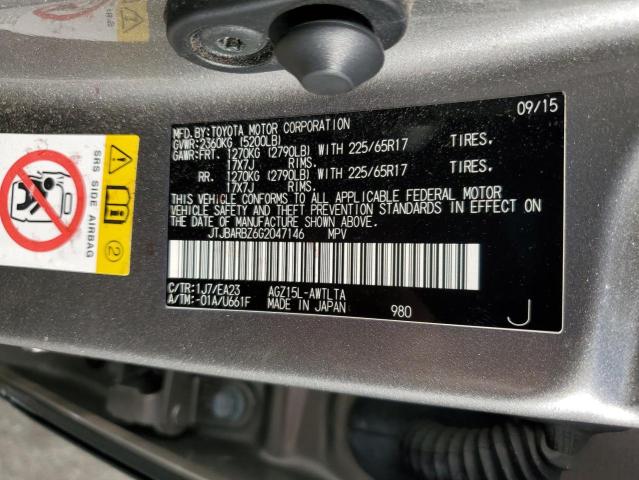 09/15
MFD. BY:TOYOTA MOTOR CORPORATION
GVWR:2360KG (5200LB)
GAWR:FRT. 1270KG (2790LB) WITH 225/65R17 TIRES.
17X7J RIMS.
RR. 1270KG (2790LB) WITH 225/65R17 TIRES.
17X7J RIMS.
THIS VEHICLE CONFORMS TO ALL APPLICABLE FEDERAL MOTOR
VEHICLE SAFETY AND THEFT PREVENTION STANDARDS IN EFFECT ON
THE DATE OF MANUFACTURE SHOWN ABOVE.
JTJBARBZ6G2047146 MPV
C/TR:1J7/EA23 AGZ15L-AWTLTA
A/TM:-01A/U661F MADE IN JAPAN 980
J
SRS SIDE AIRBAG
2